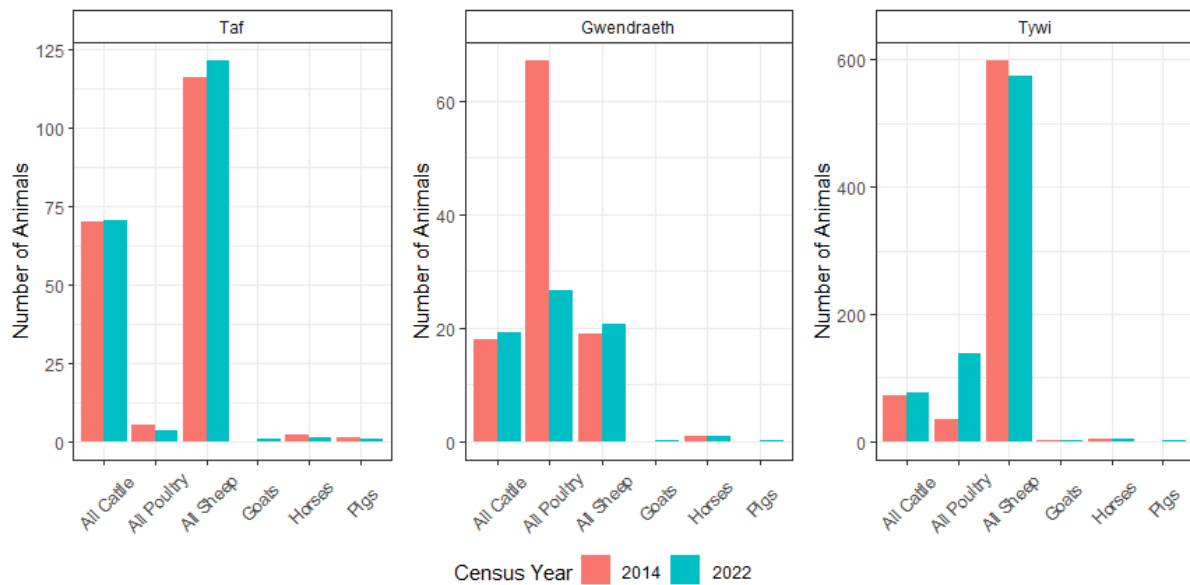 Taf
Gwendraeth
Tywi
Number of Animals
125
100
75
50
25
0
All Cattle
All Poultry
All Sheep
Goats
Horses
Pigs
Number of Animals
60
40
20
0
All Cattle
All Poultry
All Sheep
Goats
Horses
Pigs
Number of Animals
600
400
200
0
All Cattle
All Poultry
All Sheep
Goats
Horses
Pigs
Census Year 2014 2022